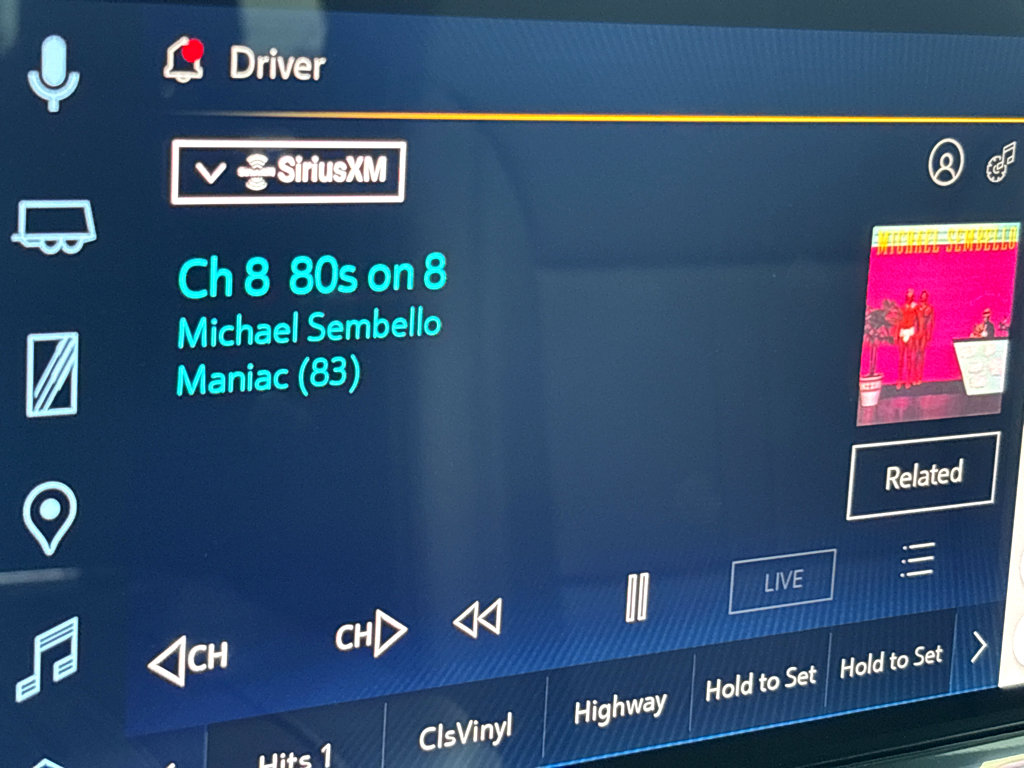 Driver
SiriusXM
MICHAEL SEMBELLO
Ch 8 80s on 8
Michael Sembello
Maniac (83)
Related
LIVE
CH
CH
Hits 1
ClsVinyl
Highway
Hold to Set
Hold to Set